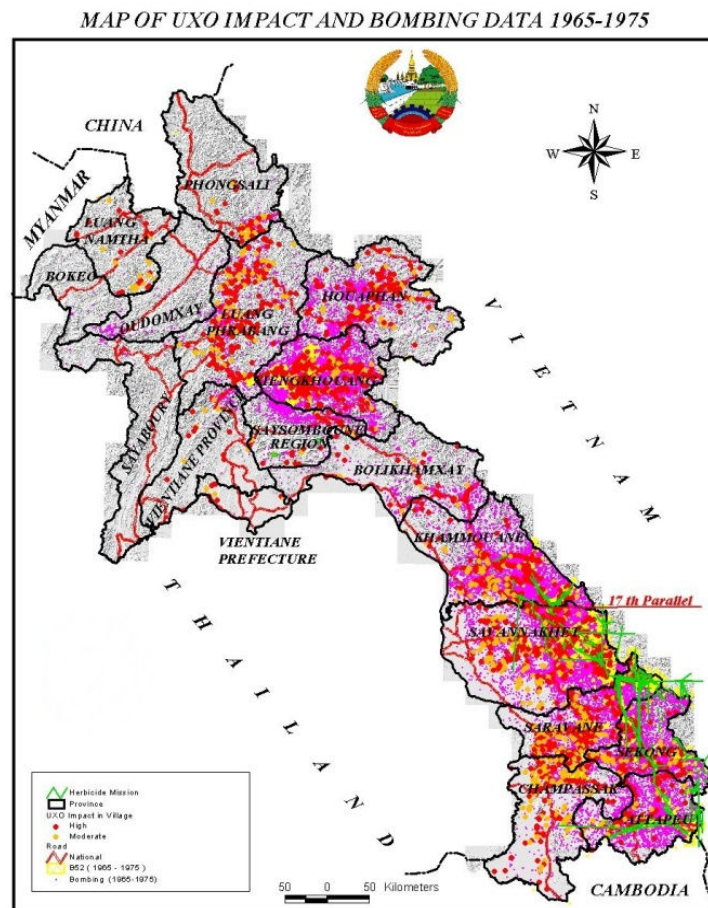 MAP OF UXO IMPACT AND BOMBING DATA 1965-1975
CHINA
N
W E
S
MYANMAR
PHONGSALI
LUANG
NAMTHA
BOKEO
OUDOMXAY
LUANG
PHRABANG
HOUAPHAN
VIETNAM
XIENGKHOUANG
SAYABOURY
VIENTIANE PROVINCE
XAYSOMBOUNE
REGION
BOLIKHAMXAY
VIENTIANE
PREFECTURE
KHAMMOUANE
17 th Parallel
THAILAND
SAVANNAKHET
SARAVANE
SEKONG
CHAMPASSAK
ATTAPEU
CAMBODIA
Herbicide Mission
Province
UXO Impact in Village
High
Moderate
Road
National
B52 ( 1965 - 1975 )
Bombing (1965-1975)
50 0 50 Kilometers